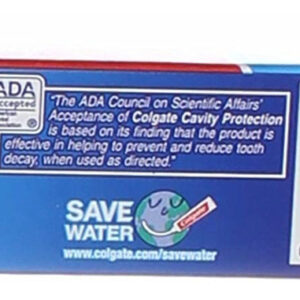 ADA
Accepted
"The ADA Council on Scientific Affairs'
Acceptance of Colgate Cavity Protection
is based on its finding that the product is
effective in helping to prevent and reduce tooth
decay, when used as directed."
SAVE
WATER
Colgate
www.colgate.com/savewater